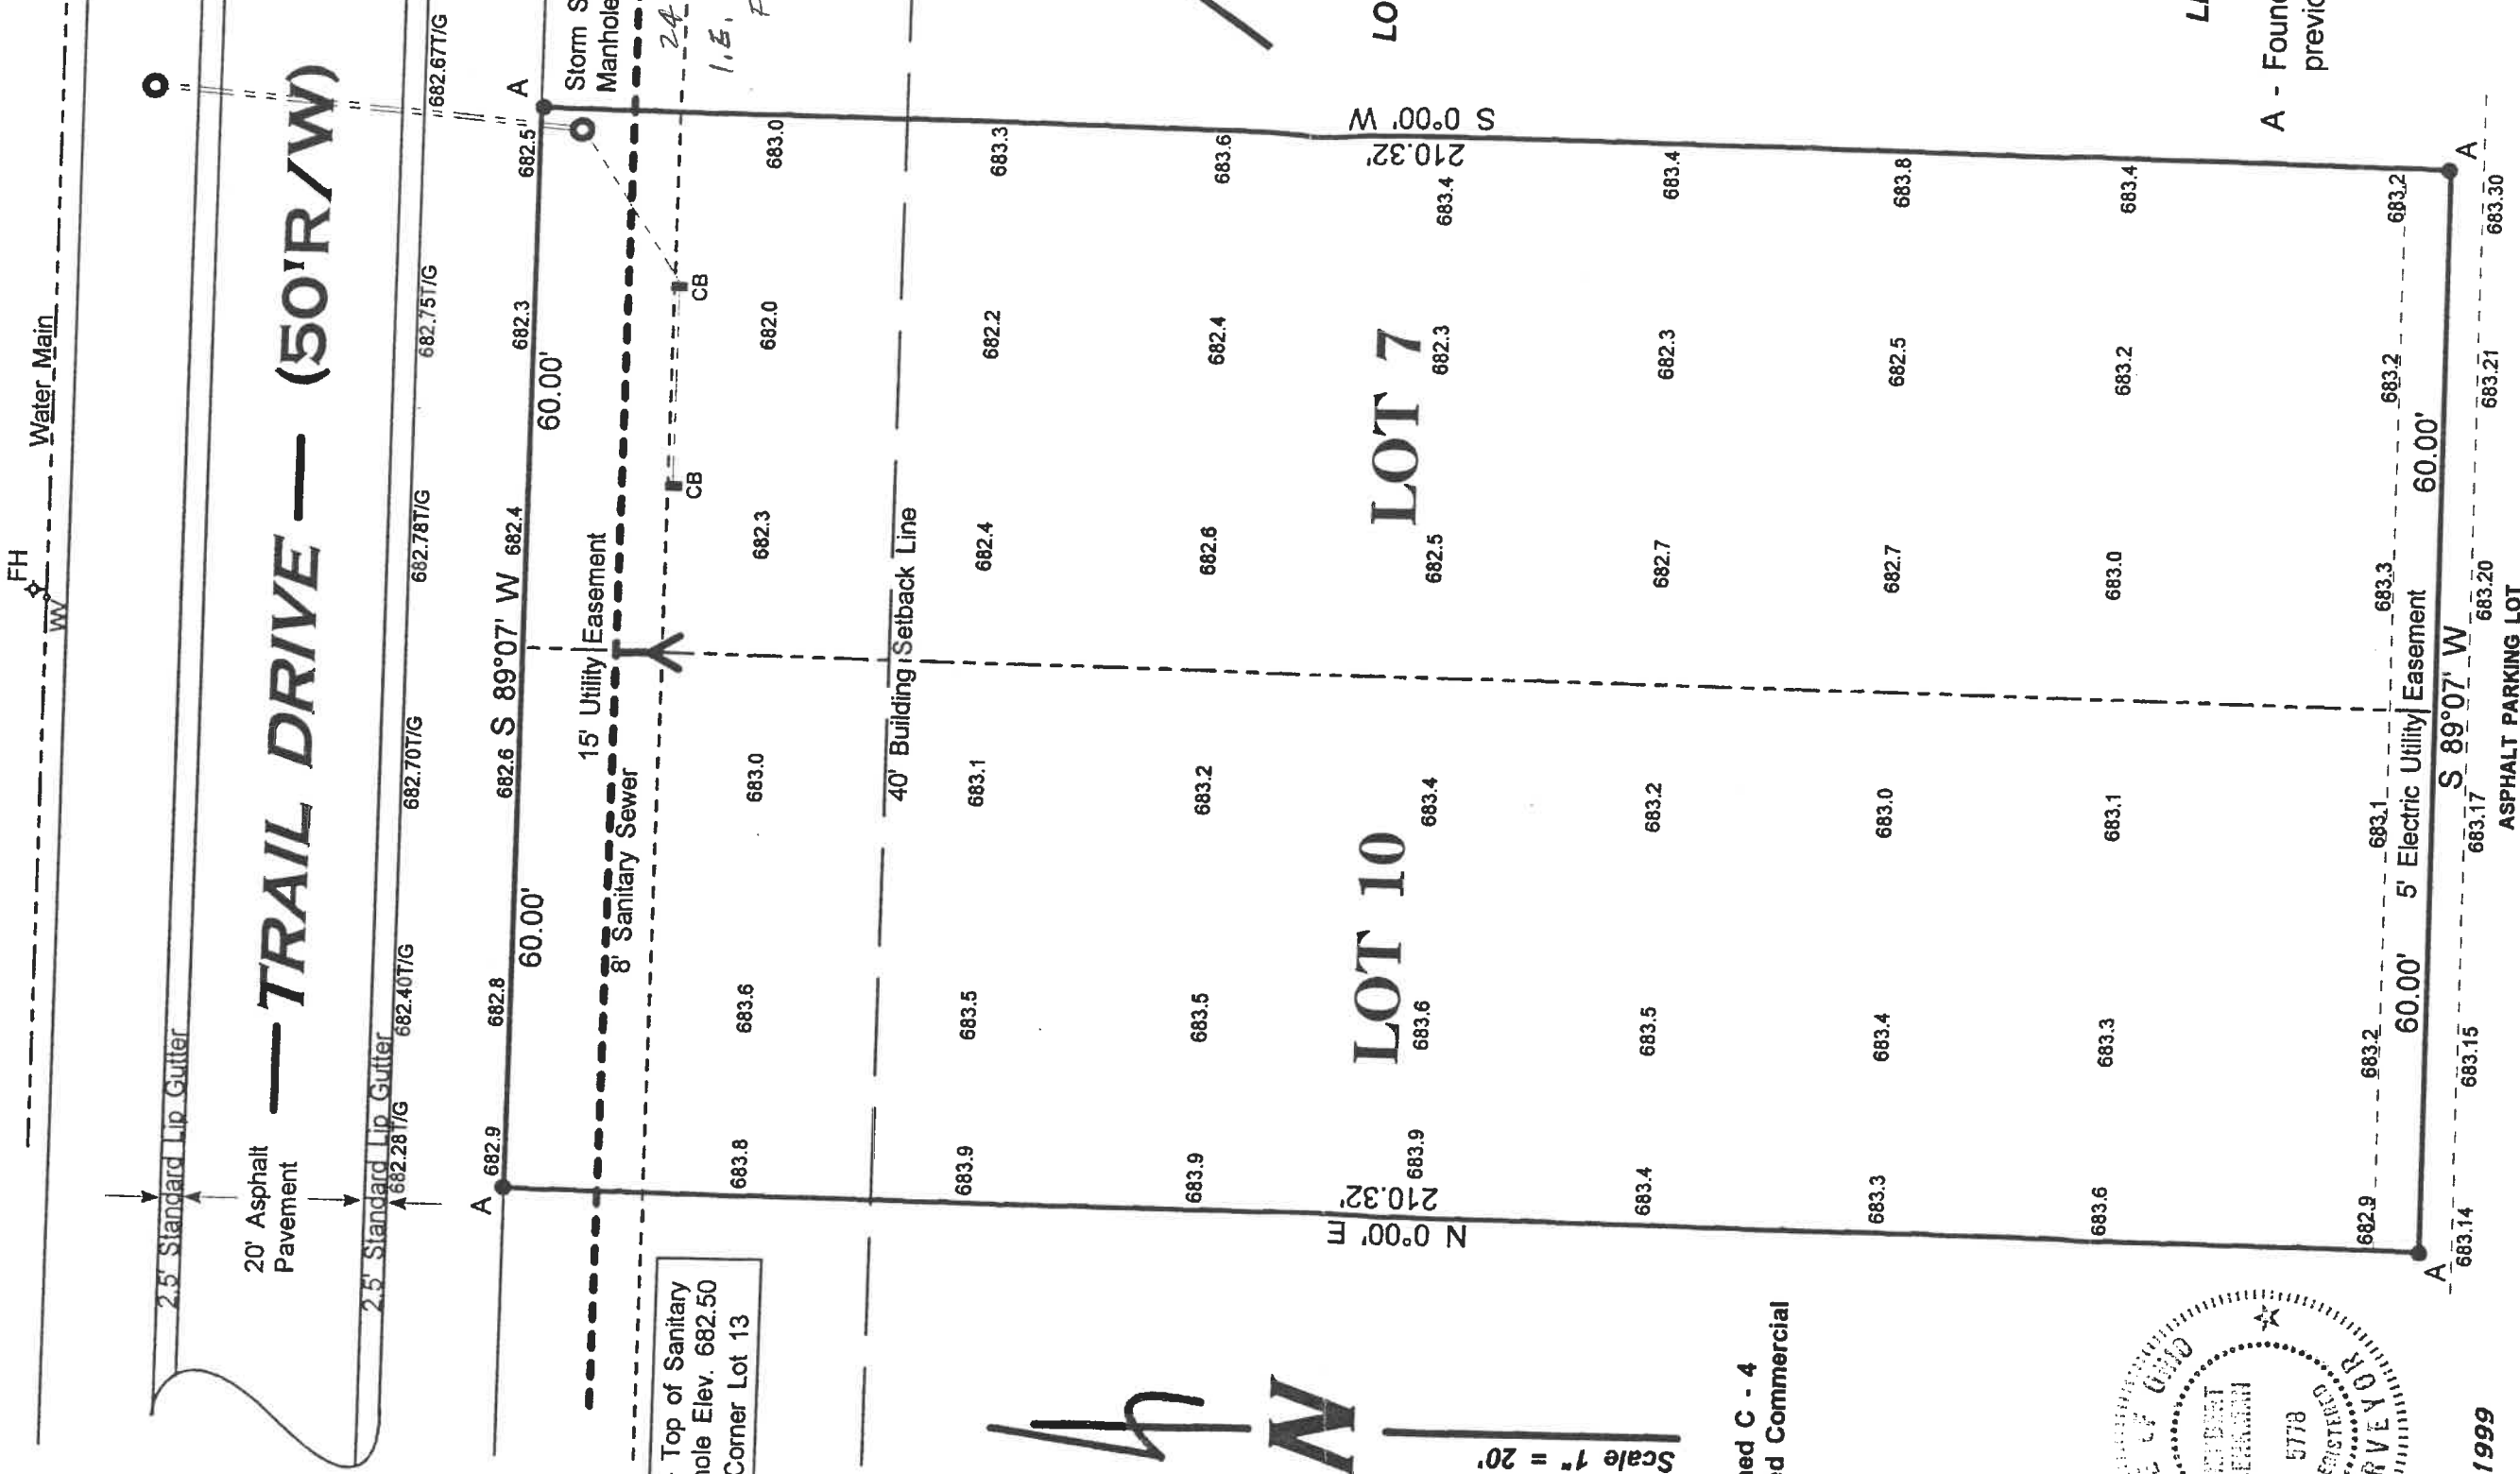 FH
W
Water Main
2.5' Standard Lip Gutter
20' Asphalt
Pavement
TRAIL DRIVE — (50'R/W)
2.5' Standard Lip Gutter
682.28T/G
682.40T/G
682.70T/G
682.78T/G
682.75T/G
682.67T/G
A
682.9
682.8
682.6
S 89°07' W
682.4
682.3
682.5
A
60.00'
60.00'
15' Utility Easement
8' Sanitary Sewer
Storm
Manhole
24
I.E.
CB
CB
Top of Sanitary
Elev. 682.50
Corner Lot 13
683.8
683.6
683.0
682.3
682.0
683.0
40' Building Setback Line
683.9
683.5
683.1
682.4
682.2
683.3
683.9
683.5
683.2
682.6
682.4
683.6
N 0°00' E
210.32'
683.9
LOT 10
683.6
683.4
LOT 7
682.5
682.3
683.4
210.32'
S 0°00' W
683.4
683.5
683.2
682.7
682.3
683.4
683.3
683.4
683.0
682.7
682.5
683.8
683.6
683.3
683.1
683.0
683.2
683.4
682.9
683.2
683.1
683.3
683.2
683.2
60.00'
5' Electric Utility Easement
60.00'
A
S 89°07' W
A
683.14
683.15
683.17
683.20
683.21
683.30
ASPHALT PARKING LOT
Scale 1" = 20'
C - 4
Commercial
OHIO
5778
REGISTERED
1999
A - Foun
previo